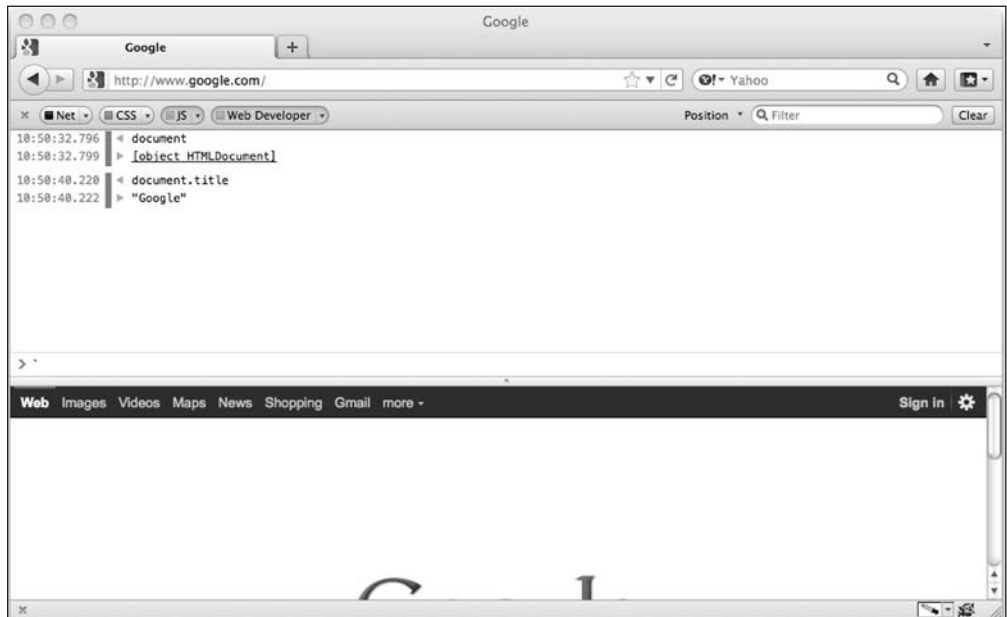 Google
Google +
http://www.google.com/ Yahoo
Net CSS JS Web Developer Position Filter Clear
10:50:32.796 document
10:50:32.799 [object HTMLDocument]
10:50:40.220 document.title
10:50:40.222 "Google"
> `
Web Images Videos Maps News Shopping Gmail more Sign in